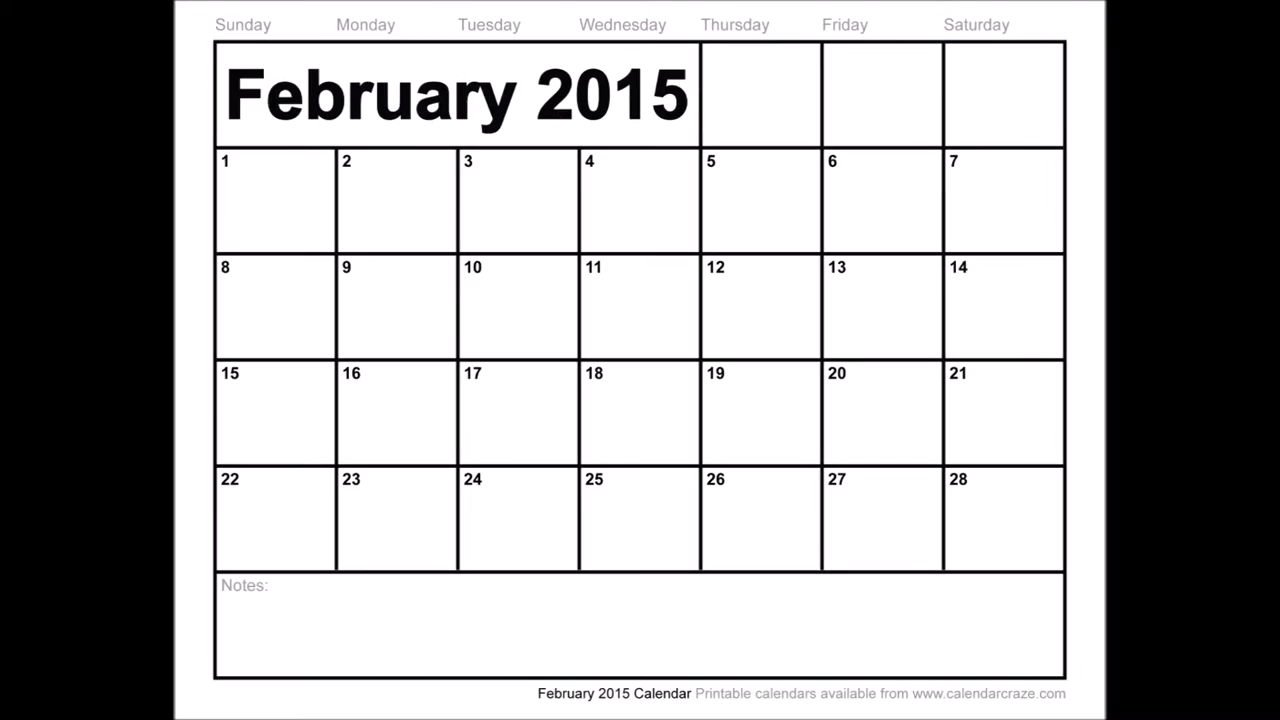 Sunday Monday Tuesday Wednesday Thursday Friday Saturday
February 2015
1 2 3 4 5 6 7
8 9 10 11 12 13 14
15 16 17 18 19 20 21
22 23 24 25 26 27 28
Notes:
February 2015 Calendar Printable calendars available from www.calendarcraze.com